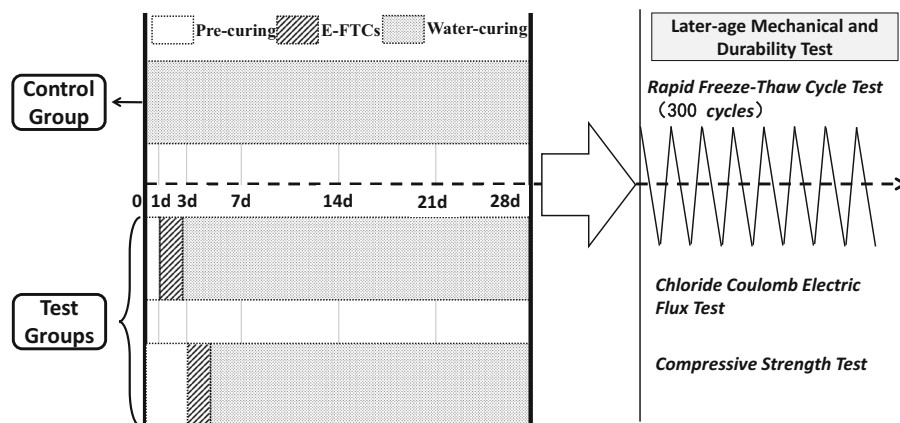 Pre-curing E-FTCs Water-curing
Control
Group
0 1d 3d 7d 14d 21d 28d
Test
Groups
Later-age Mechanical and
Durability Test
Rapid Freeze-Thaw Cycle Test
（300 cycles）
Chloride Coulomb Electric
Flux Test
Compressive Strength Test